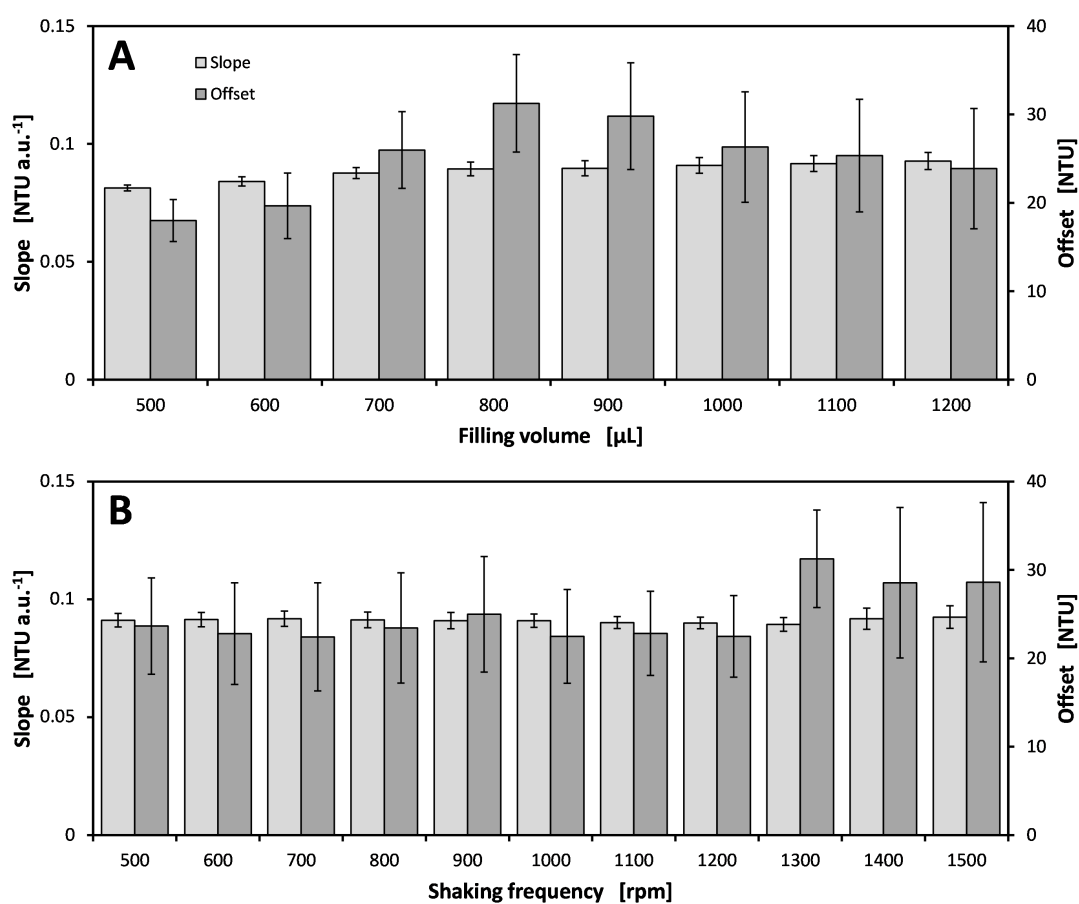 A
Slope
Offset
0.15
0.1
0.05
0
40
30
20
10
0
Slope [NTU a.u.⁻¹]
Offset [NTU]
500 600 700 800 900 1000 1100 1200
Filling volume [µL]
B
0.15
0.1
0.05
0
40
30
20
10
0
Slope [NTU a.u.⁻¹]
Offset [NTU]
500 600 700 800 900 1000 1100 1200 1300 1400 1500
Shaking frequency [rpm]